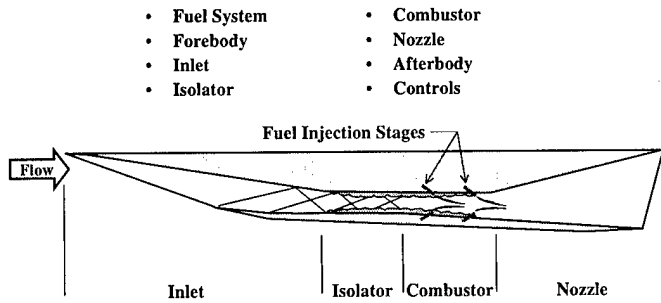 • Fuel System
• Forebody
• Inlet
• Isolator
• Combustor
• Nozzle
• Afterbody
• Controls
Fuel Injection Stages
Flow
Inlet
Isolator
Combustor
Nozzle